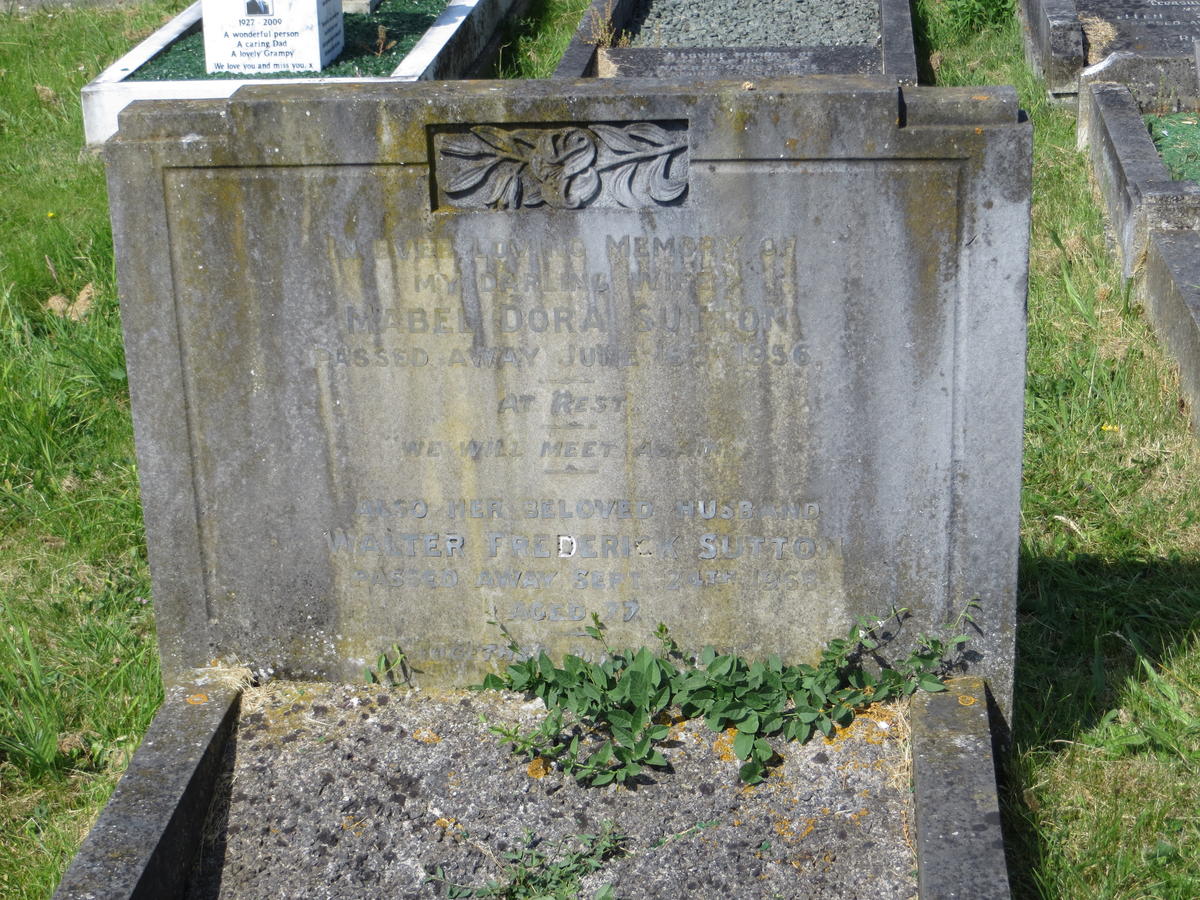 1927 - 2009
A wonderful person
A caring Dad
A lovely Grampy
We love you and miss you. x
IN EVER LOVING MEMORY OF
MY DARLING WIFE
MABEL DORA SUTTON
PASSED AWAY JUNE 1956.
AT REST.
"WE WILL MEET AGAIN"
ALSO HER BELOVED HUSBAND
WALTER FREDERICK SUTTON
PASSED AWAY SEPT. 24TH
AGED 77